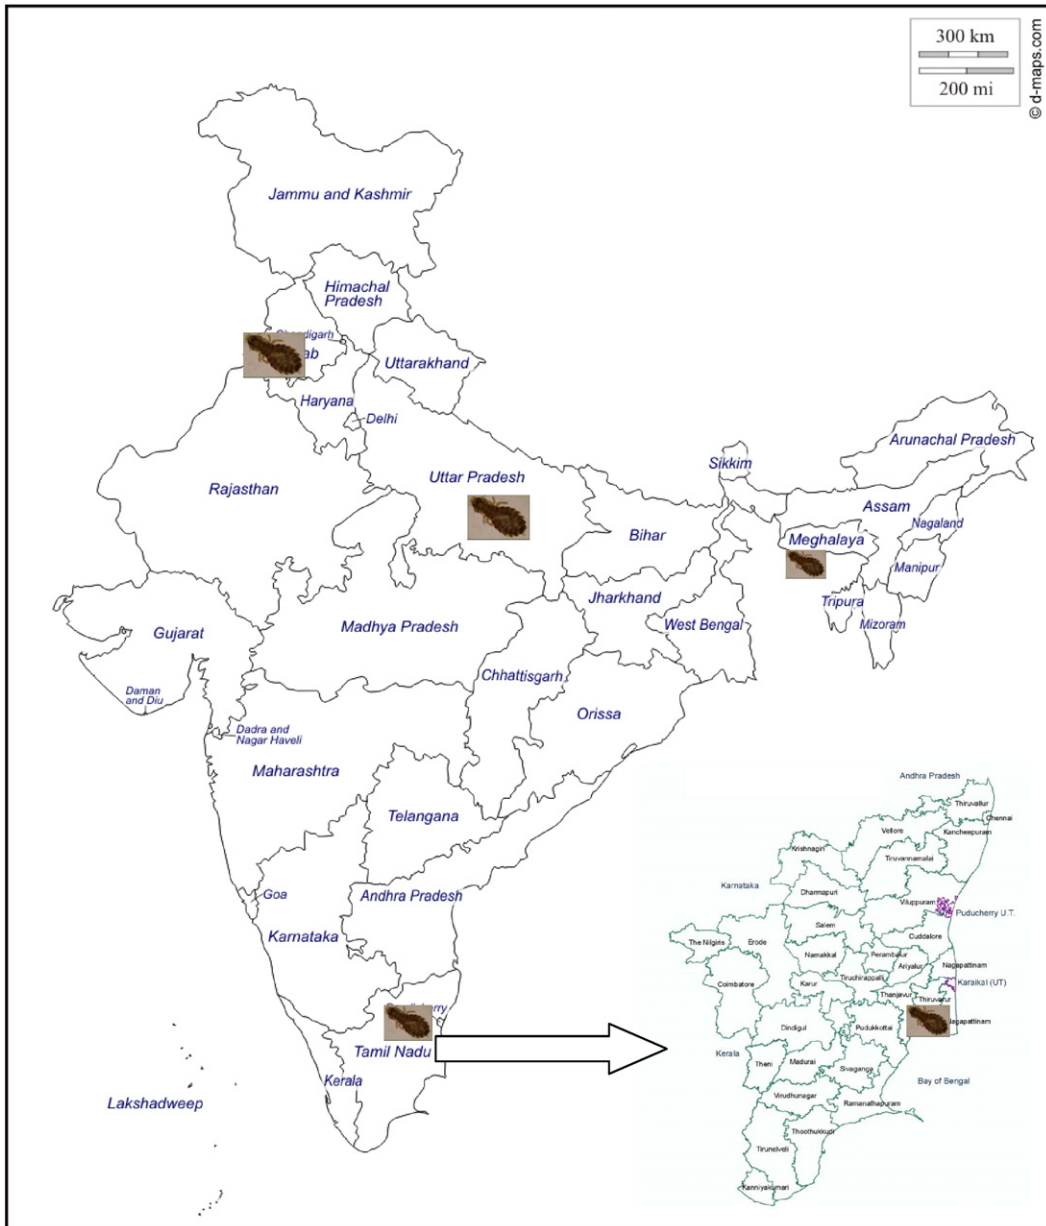 300 km
200 mi
© d-maps.com
Jammu and Kashmir
Himachal
Pradesh
Uttarakhand
Haryana
Delhi
Rajasthan
Uttar Pradesh
Sikkim
Arunachal Pradesh
Assam
Nagaland
Meghalaya
Manipur
Bihar
Tripura
Mizoram
Jharkhand
West Bengal
Gujarat
Madhya Pradesh
Chhattisgarh
Orissa
Daman
and Diu
Dadra and
Nagar Haveli
Maharashtra
Telangana
Goa
Andhra Pradesh
Karnataka
Tamil Nadu
Kerala
Lakshadweep
Andhra Pradesh
Thiruvallur
Chennai
Vellore
Kancheepuram
Krishnagiri
Tiruvannamalai
Karnataka
Dharmapuri
Viluppuram
Puducherry U.T.
Salem
Cuddalore
The Nilgiris
Erode
Namakkal
Perambalur
Ariyalur
Nagapattinam
Coimbatore
Karur
Tiruchirappalli
Karaikal (UT)
Thanjavur
Thiruvarur
Nagapattinam
Dindigul
Pudukkottai
Kerala
Theni
Madurai
Sivaganga
Bay of Bengal
Virudhunagar
Ramanathapuram
Thoothukkudi
Tirunelveli
Kanniyakumari